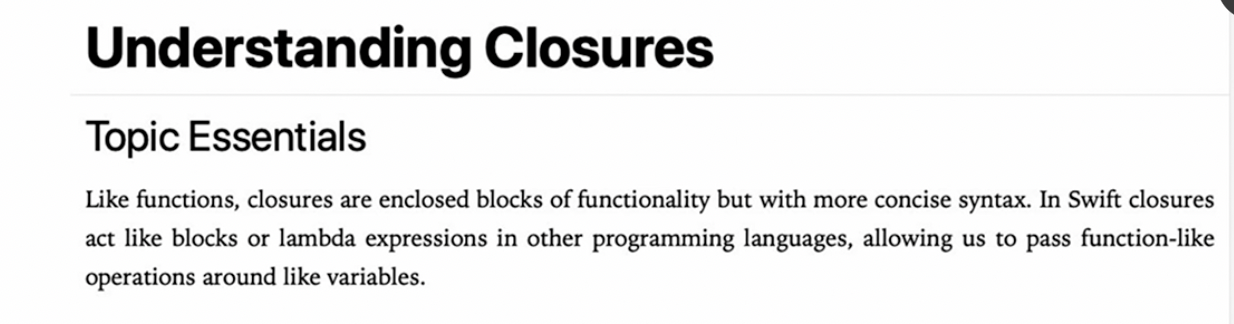 Understanding Closures
Topic Essentials
Like functions, closures are enclosed blocks of functionality but with more concise syntax. In Swift closures
act like blocks or lambda expressions in other programming languages, allowing us to pass function-like
operations around like variables.